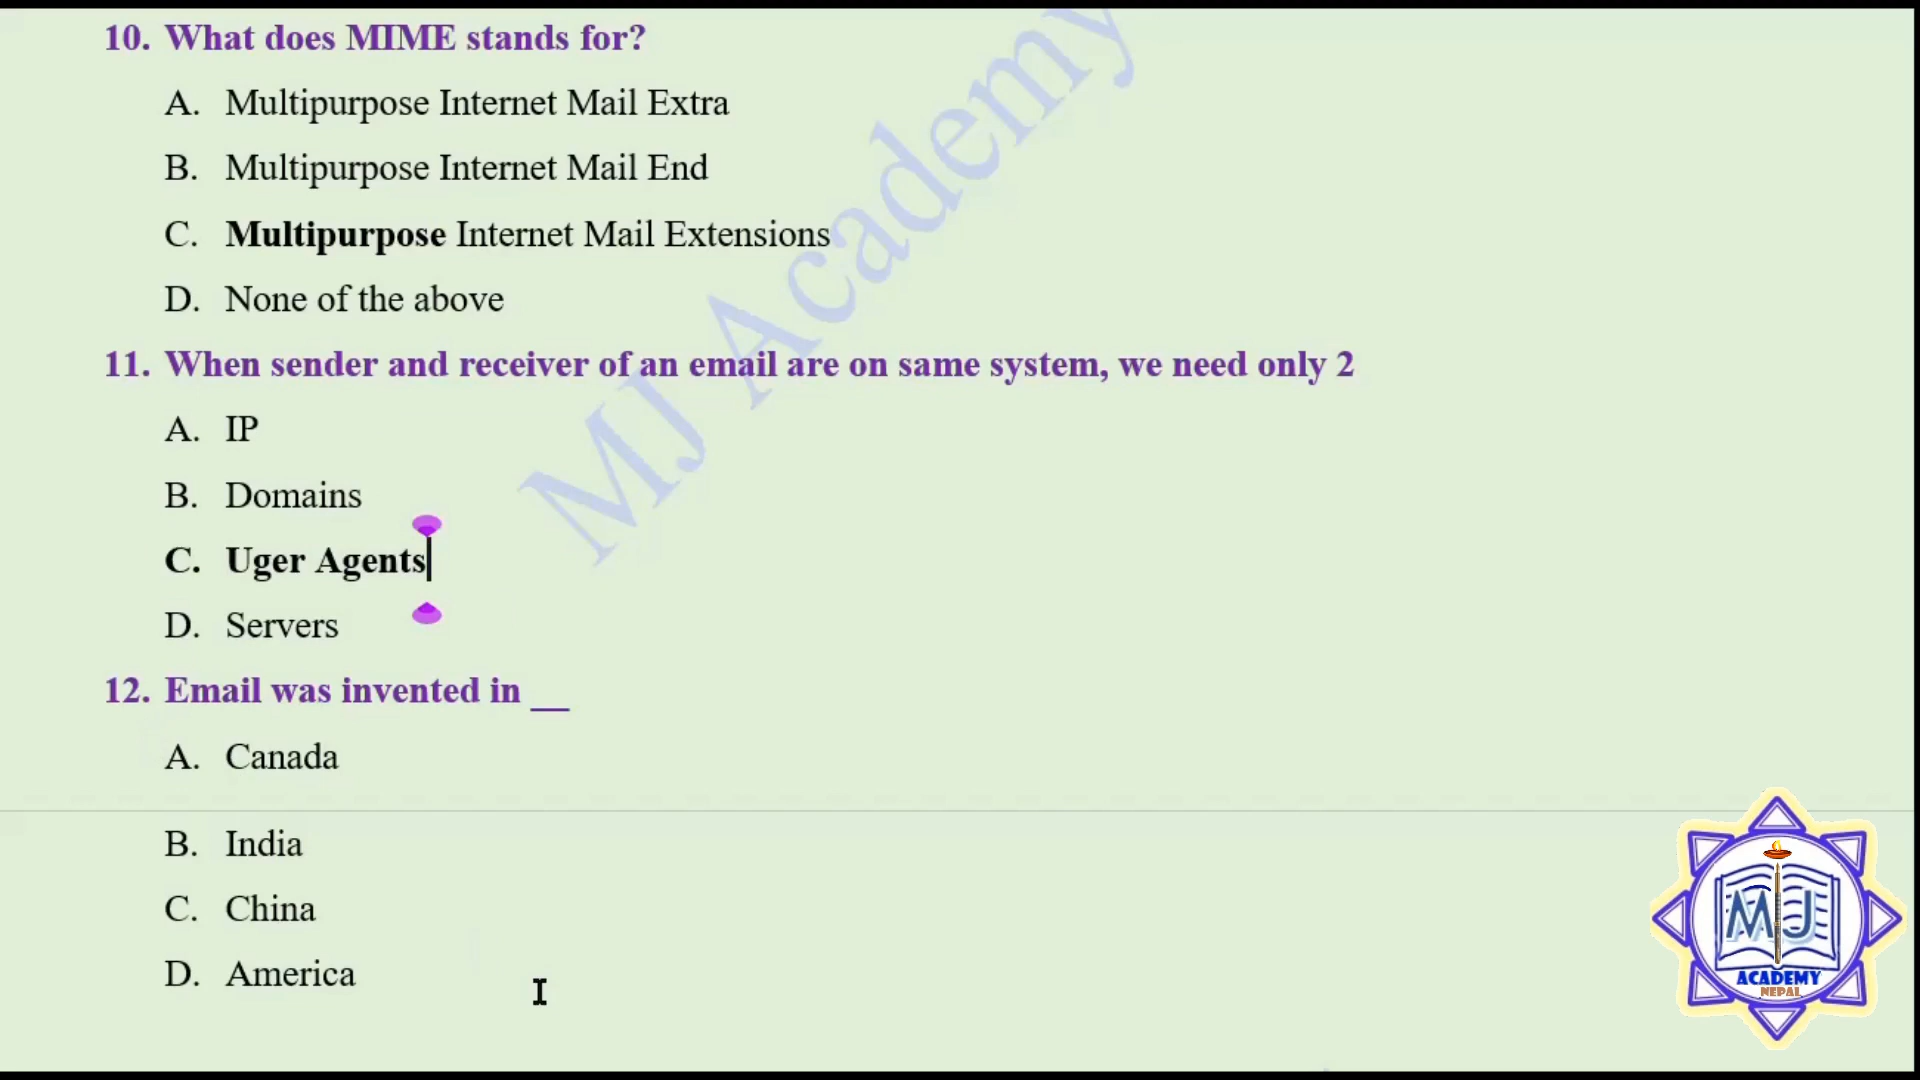 10. What does MIME stands for?
A. Multipurpose Internet Mail Extra
B. Multipurpose Internet Mail End
C. Multipurpose Internet Mail Extensions
D. None of the above
11. When sender and receiver of an email are on same system, we need only 2
A. IP
B. Domains
C. Uger Agents
D. Servers
12. Email was invented in __
A. Canada
B. India
C. China
D. America
MJ Academy
MJ
ACADEMY
NEPAL